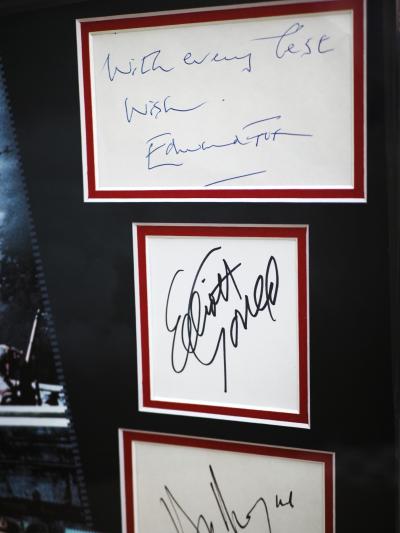 With every best
Wish.
Edward Fox
Elliott
Gould